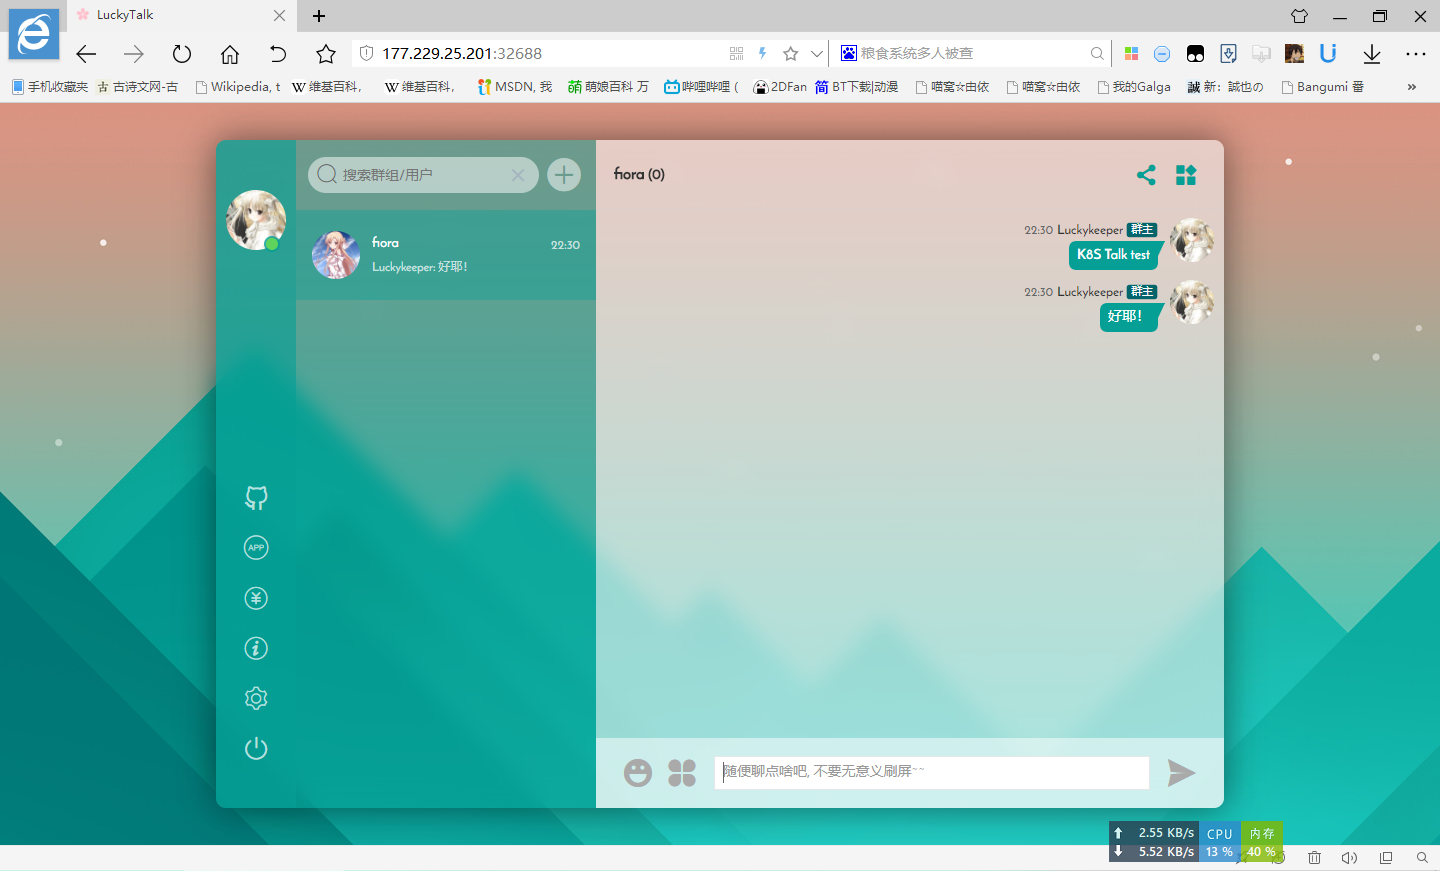 LuckyTalk
177.229.25.201:32688
粮食系统多人被查
手机收藏夹
古 古诗文网-古
Wikipedia, t
W 维基百科,
W 维基百科,
MSDN, 我
萌 萌娘百科 万
哔哩哔哩 (
2DFan
简 BT下载|动漫
喵窝☆由依
喵窝☆由依
我的Galga
誠 新：誠也の
Bangumi 番
»
搜索群组/用户
fiora (0)
fiora
22:30
Luckykeeper: 好耶!
22:30 Luckykeeper 群主
K8S Talk test
22:30 Luckykeeper 群主
好耶!
APP
随便聊点啥吧, 不要无意义刷屏~~
2.55 KB/s
CPU
内存
5.52 KB/s
13 %
40 %